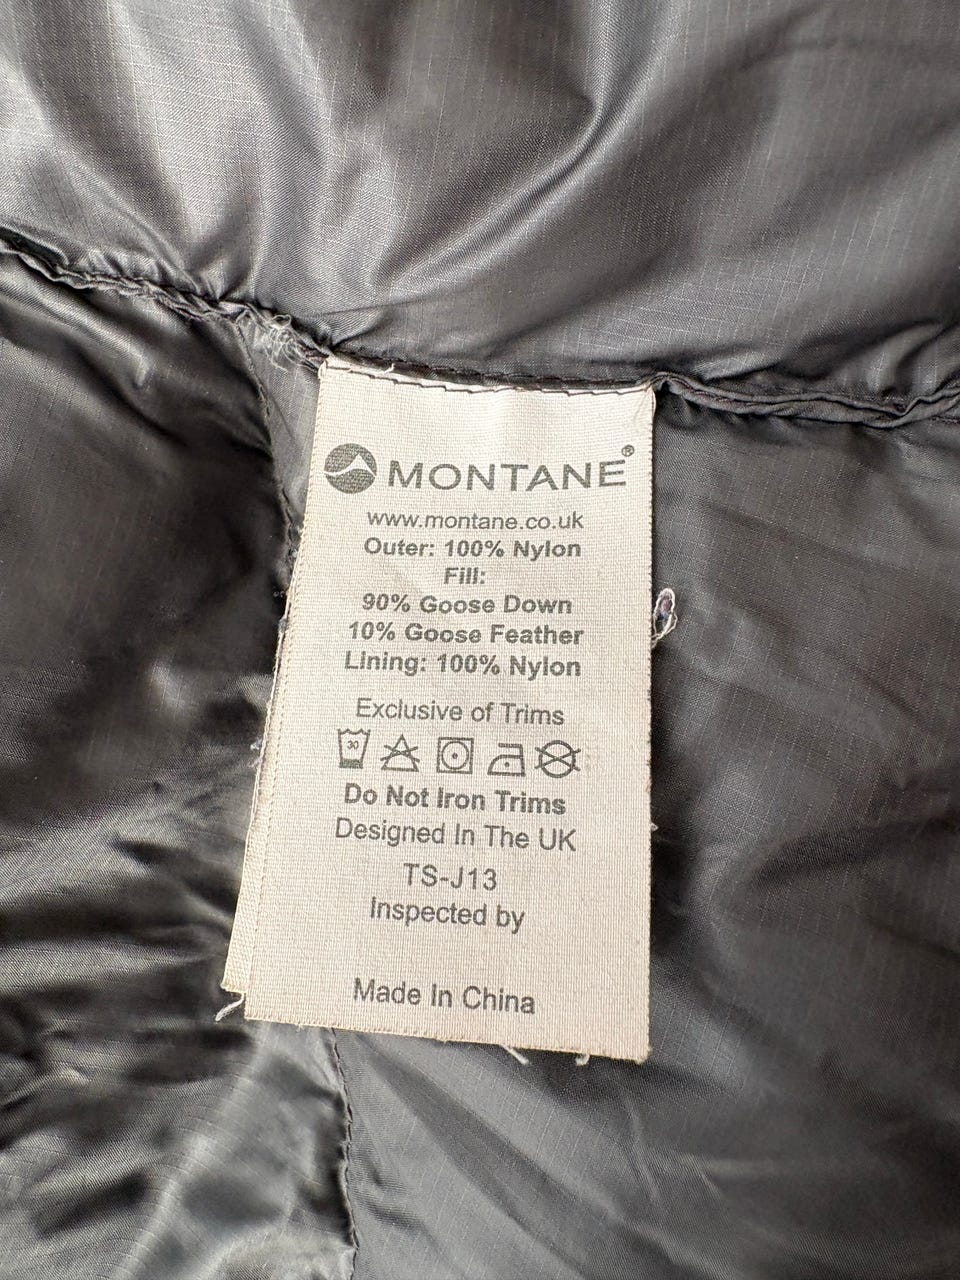 MONTANE®
www.montane.co.uk
Outer: 100% Nylon
Fill:
90% Goose Down
10% Goose Feather
Lining: 100% Nylon
Exclusive of Trims
30
Do Not Iron Trims
Designed In The UK
TS-J13
Inspected by
Made In China